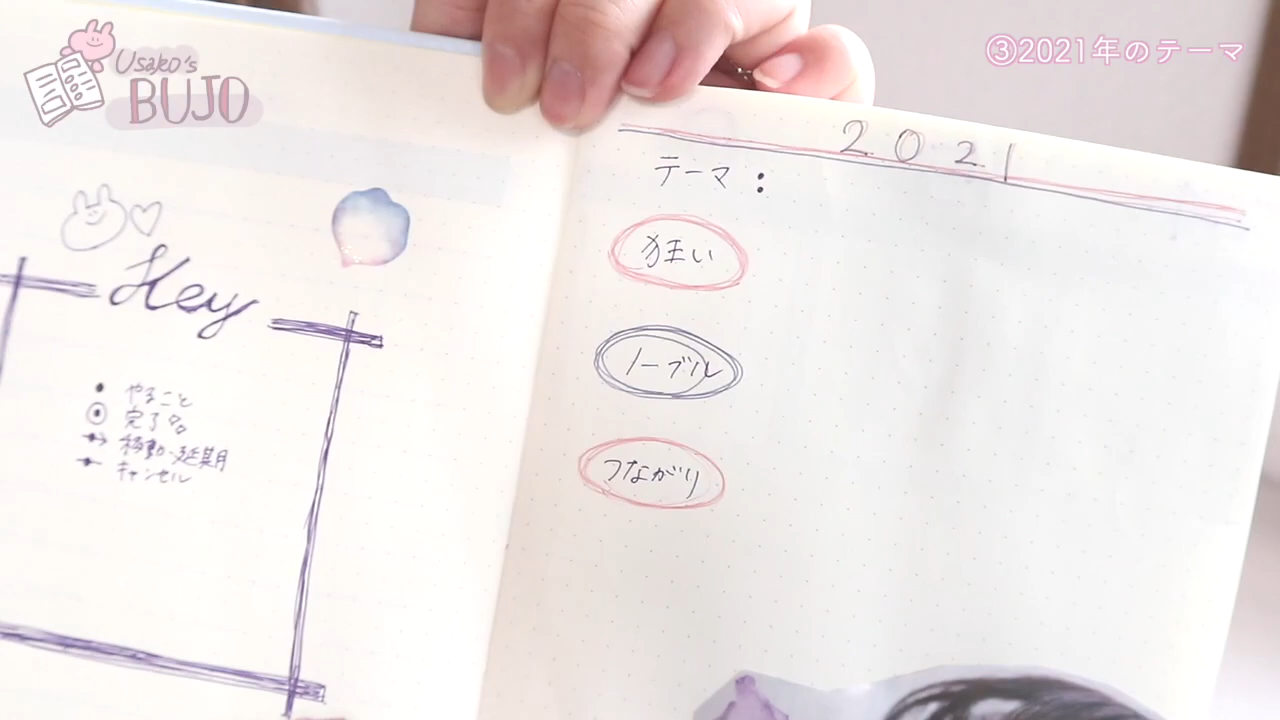 Usako's
BUJO
③2021年のテーマ
Hey
やること
完了
移動・延期
キャンセル
2021
テーマ：
狂い
ノーブル
つながり